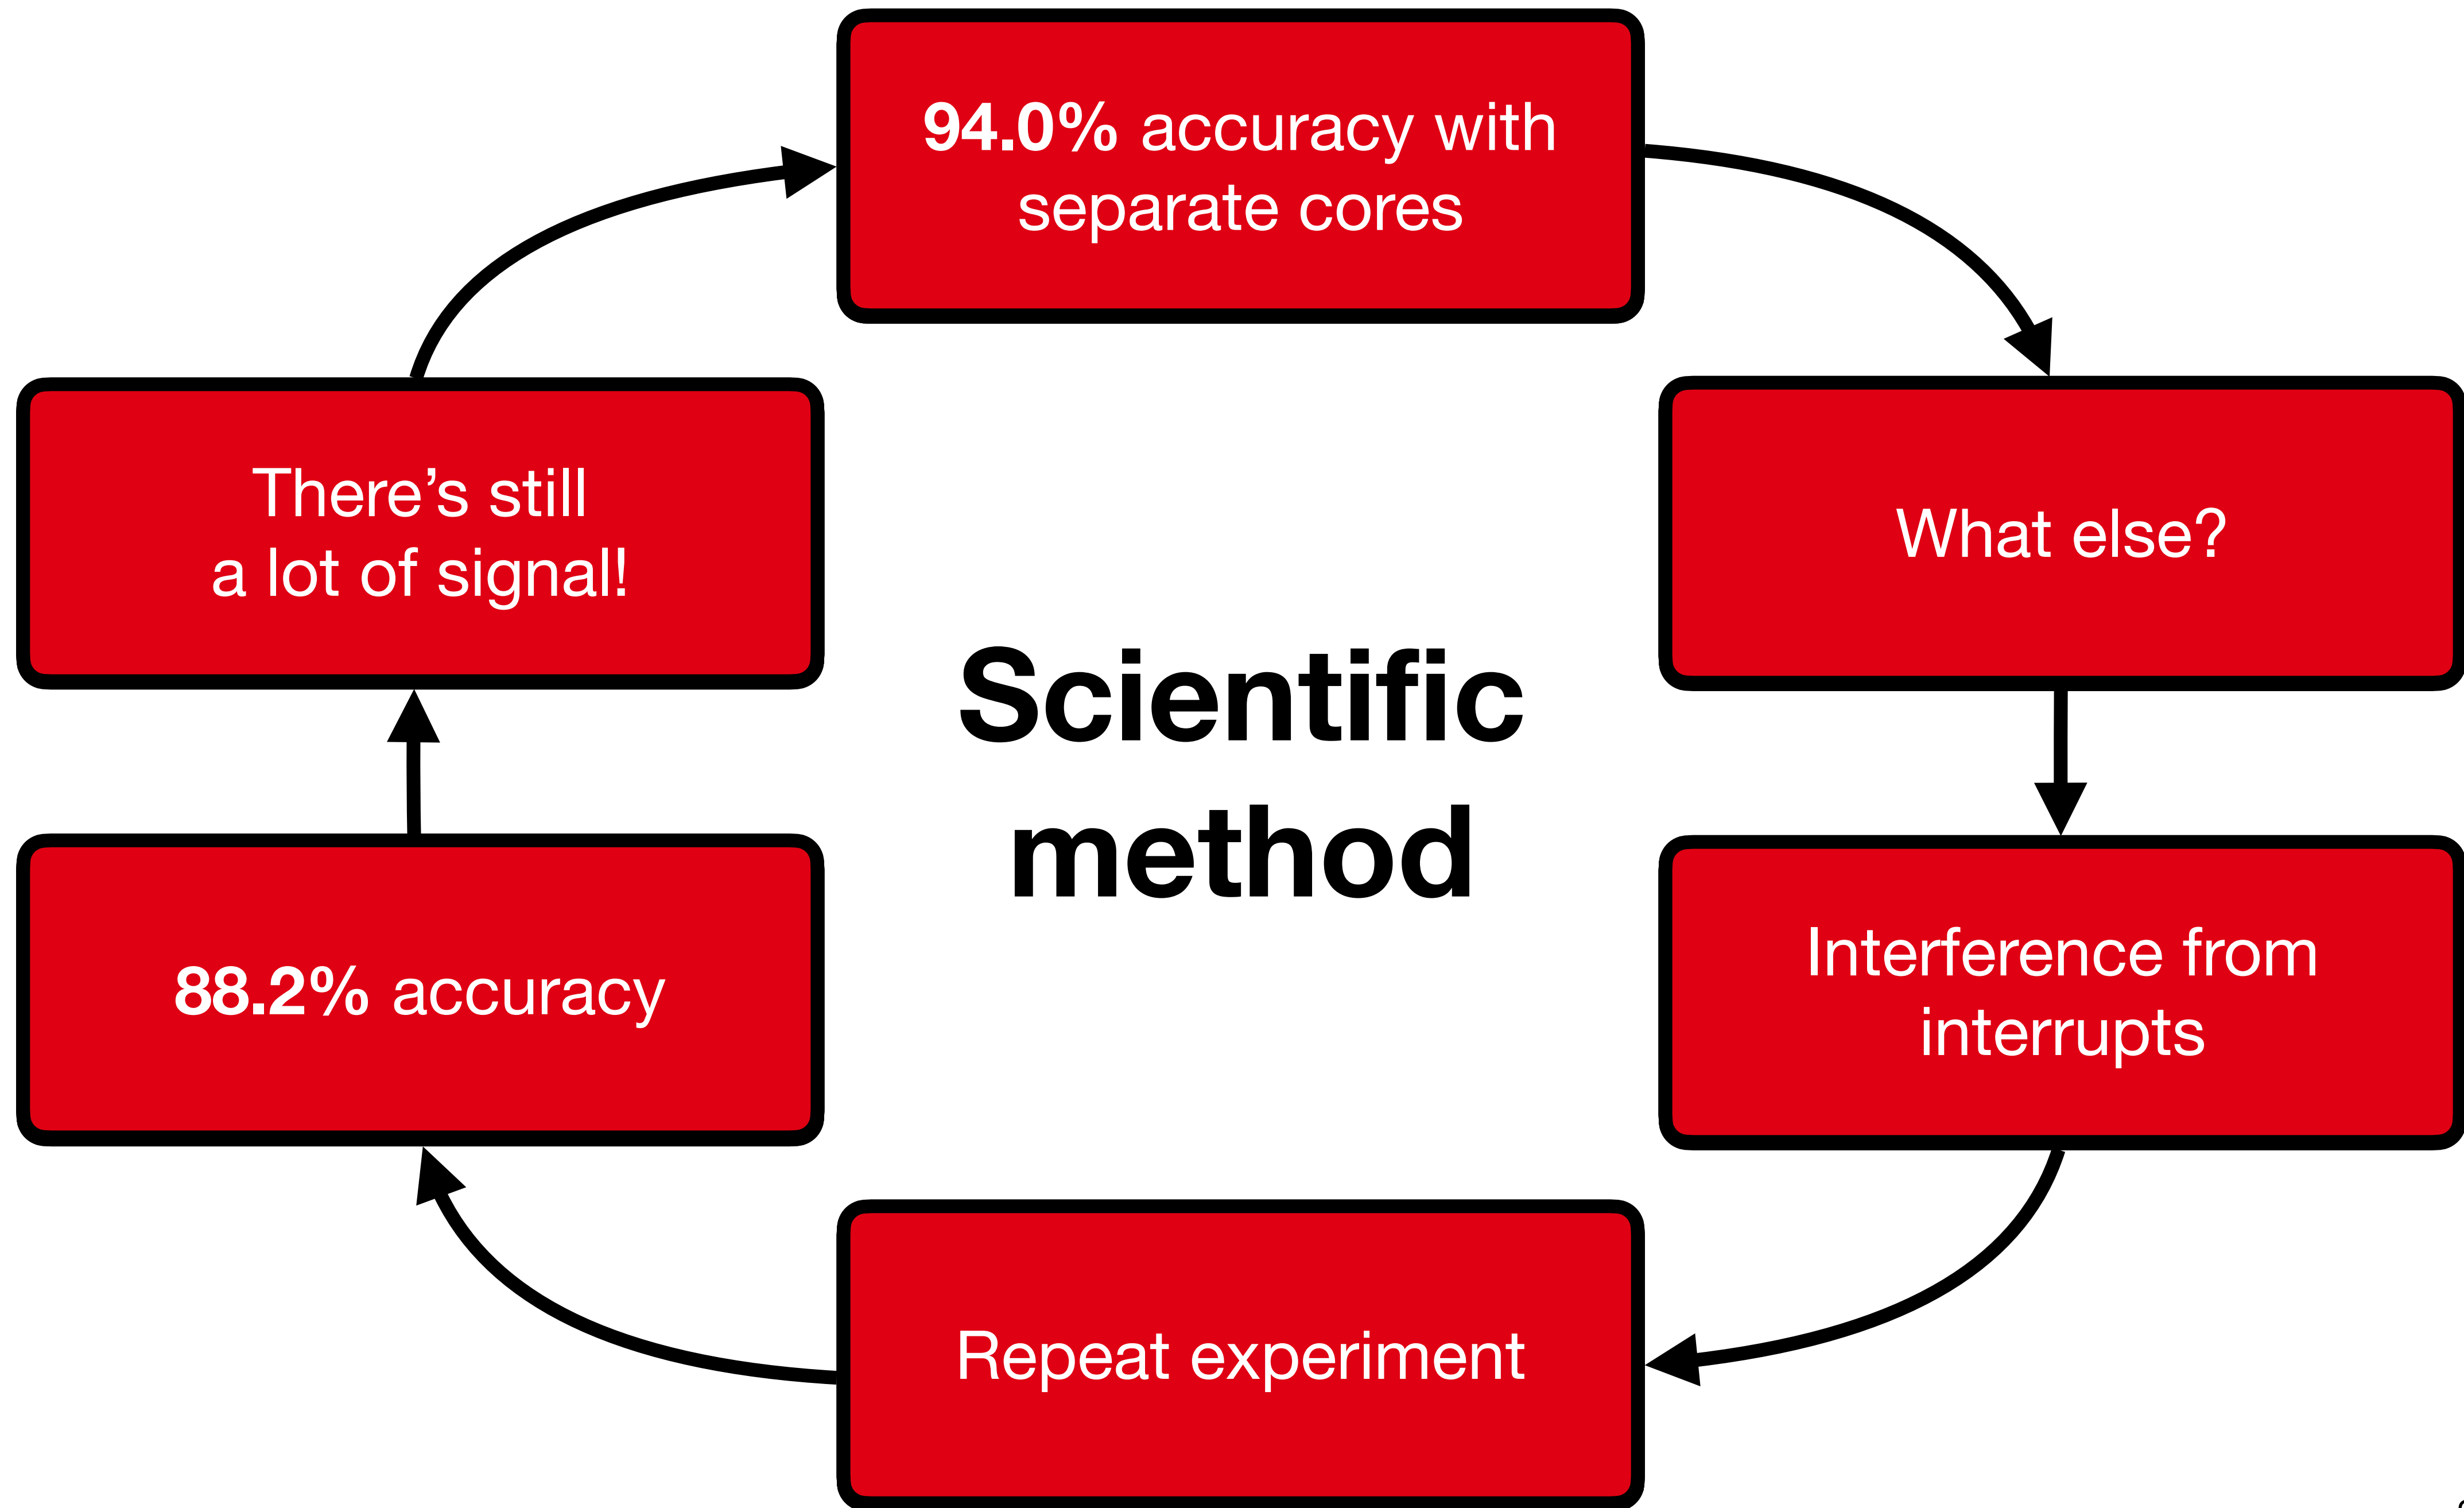 94.0% accuracy with
separate cores
What else?
Interference from
interrupts
Repeat experiment
88.2% accuracy
There’s still
a lot of signal!
Scientific
method